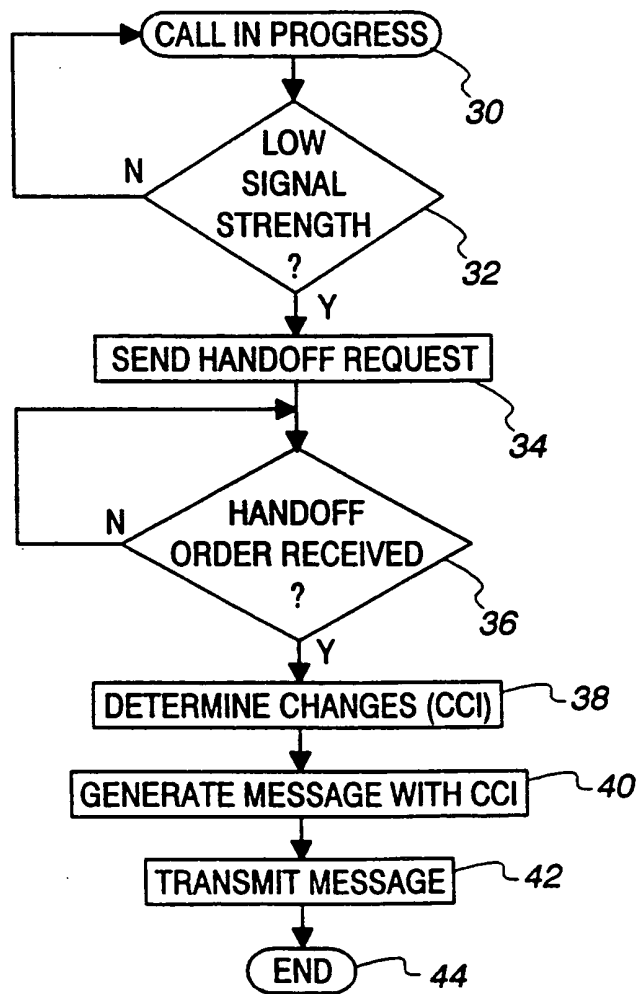 CALL IN PROGRESS
30
LOW
SIGNAL
STRENGTH
?
N
32
Y
SEND HANDOFF REQUEST
34
HANDOFF
ORDER RECEIVED
?
N
36
Y
DETERMINE CHANGES (CCI)
38
GENERATE MESSAGE WITH CCI
40
TRANSMIT MESSAGE
42
END
44